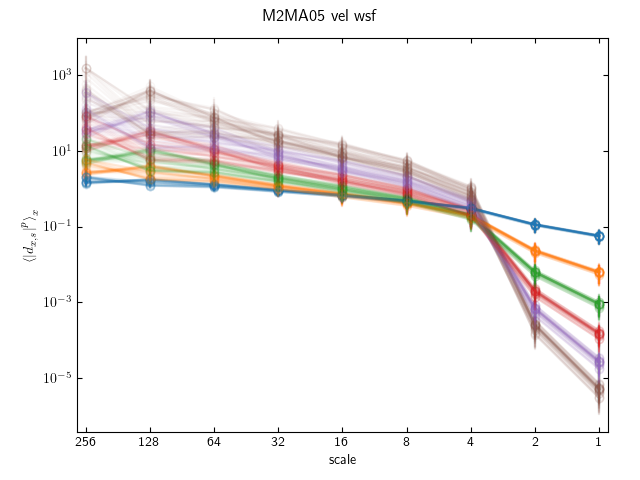 M2MA05 vel wsf
⟨|d_{x,s}|^p⟩_x
10^3
10^1
10^{-1}
10^{-3}
10^{-5}
256 128 64 32 16 8 4 2 1
scale